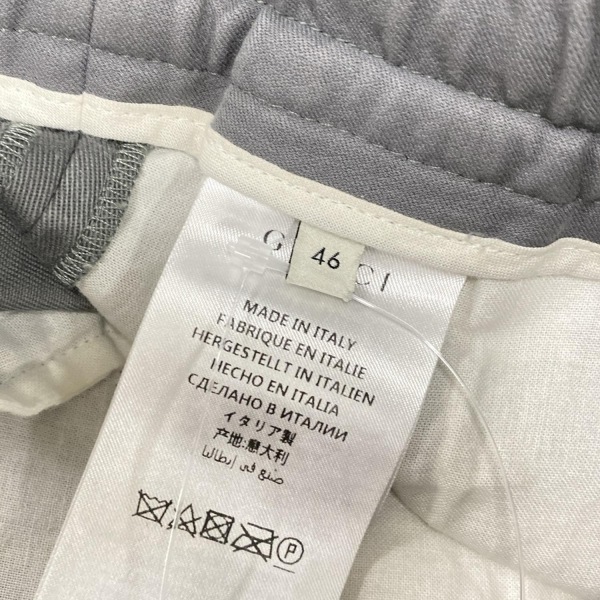 G CCI
46
MADE IN ITALY
FABRIQUE EN ITALIE
HERGESTELLT IN ITALIEN
HECHO EN ITALIA
СДЕЛАНО В ИТАЛИИ
イタリア製
产地:意大利
صنع في إيطاليا
P